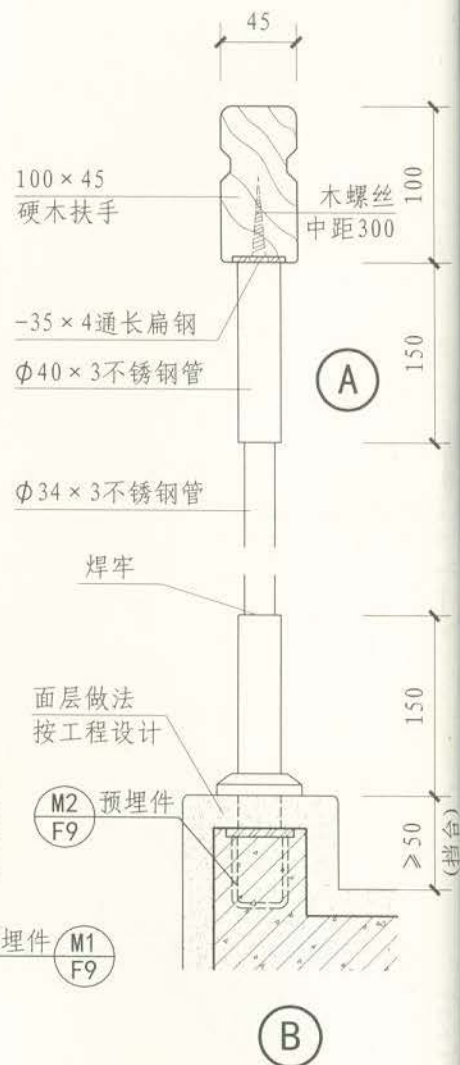 45
100×45
硬木扶手
木螺丝
中距300
100
-35×4通长扁钢
Φ40×3不锈钢管
150
A
Φ34×3不锈钢管
焊牢
150
面层做法
按工程设计
M2
F9
预埋件
≥50
埋件
M1
F9
B